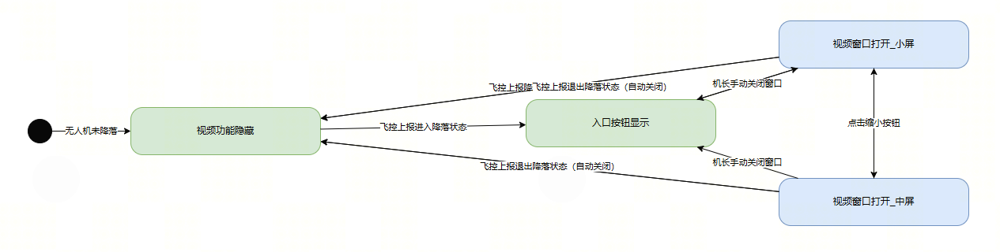 视频窗口打开_小屏
飞控上报降
飞控上报退出降落状态（自动关闭）
机长手动关闭窗口
无人机未降落
视频功能隐藏
飞控上报进入降落状态
入口按钮显示
点击缩小按钮
飞控上报退出降落状态（自动关闭）
机长手动关闭窗口
视频窗口打开_中屏